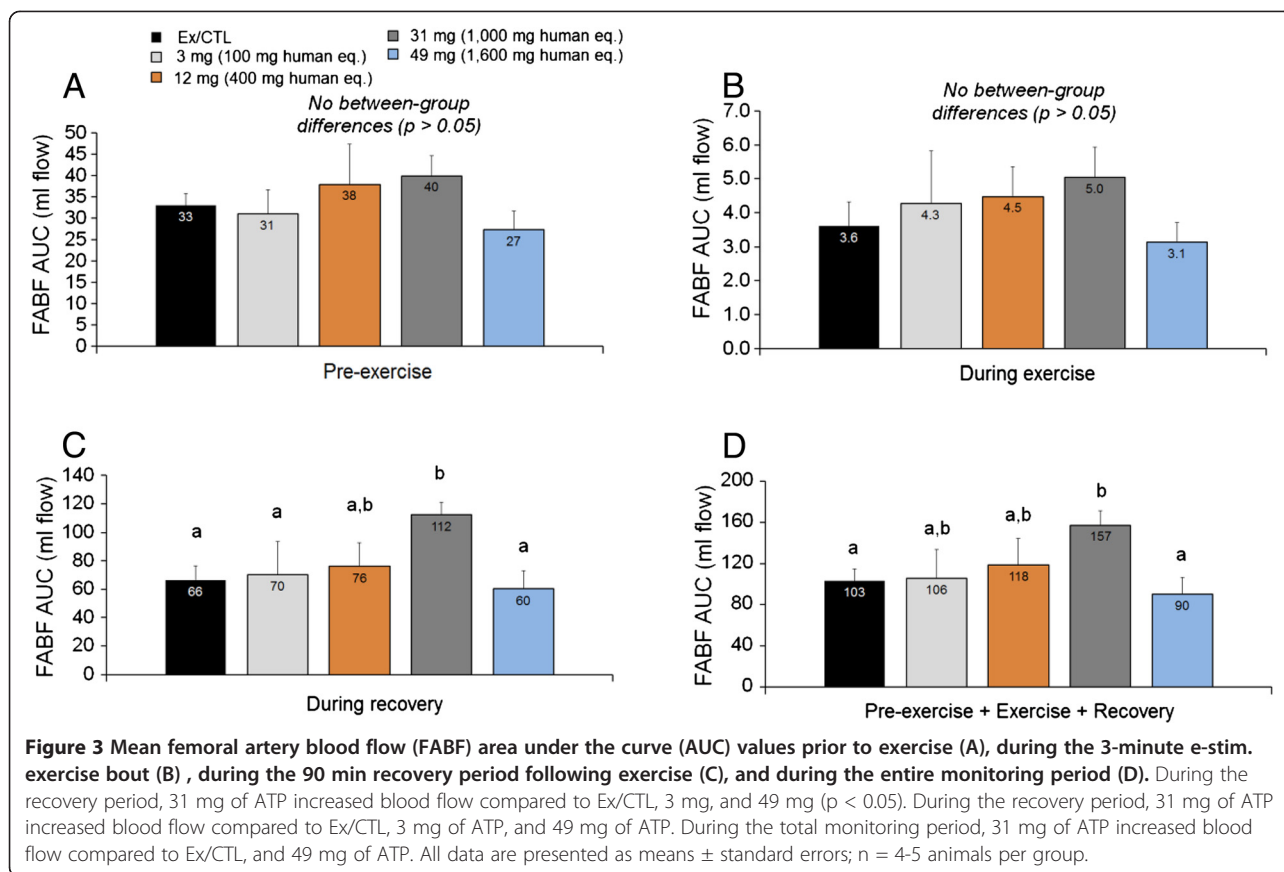 Ex/CTL
3 mg (100 mg human eq.)
12 mg (400 mg human eq.)
31 mg (1,000 mg human eq.)
49 mg (1,600 mg human eq.)
A
No between-group
differences (p > 0.05)
FABF AUC (ml flow)
50
45
40
35
30
25
20
15
10
5
0
33
31
38
40
27
Pre-exercise
B
No between-group
differences (p > 0.05)
FABF AUC (ml flow)
7.0
6.0
5.0
4.0
3.0
2.0
1.0
0.0
3.6
4.3
4.5
5.0
3.1
During exercise
C
FABF AUC (ml flow)
140
120
100
80
60
40
20
0
a
a
a,b
b
a
66
70
76
112
60
During recovery
D
FABF AUC (ml flow)
200
160
120
80
40
0
a
a,b
a,b
b
a
103
106
118
157
90
Pre-exercise + Exercise + Recovery
Figure 3 Mean femoral artery blood flow (FABF) area under the curve (AUC) values prior to exercise (A), during the 3-minute e-stim.
exercise bout (B) , during the 90 min recovery period following exercise (C), and during the entire monitoring period (D). During the
recovery period, 31 mg of ATP increased blood flow compared to Ex/CTL, 3 mg, and 49 mg (p < 0.05). During the recovery period, 31 mg of ATP
increased blood flow compared to Ex/CTL, 3 mg of ATP, and 49 mg of ATP. During the total monitoring period, 31 mg of ATP increased blood
flow compared to Ex/CTL, and 49 mg of ATP. All data are presented as means ± standard errors; n = 4-5 animals per group.